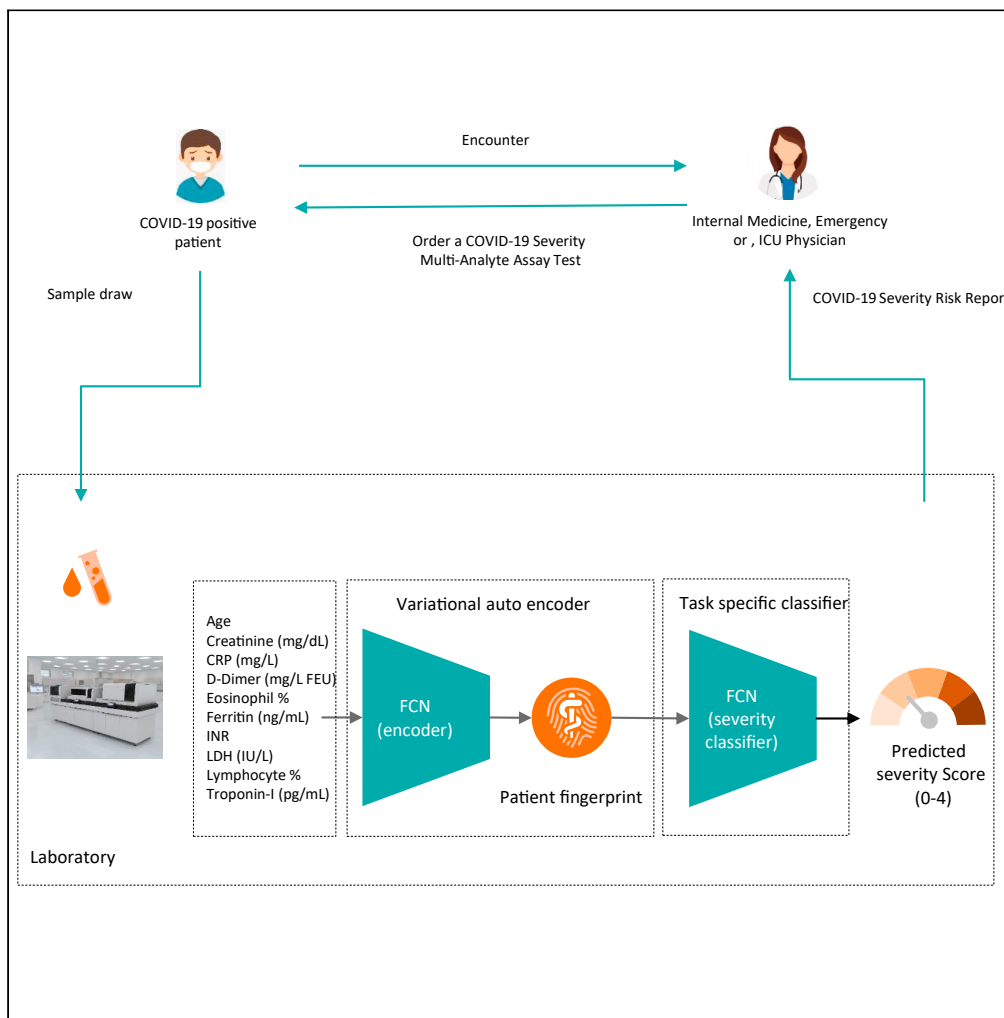 Encounter
COVID-19 positive
patient
Internal Medicine, Emergency
or , ICU Physician
Order a COVID-19 Severity
Multi-Analyte Assay Test
Sample draw
COVID-19 Severity Risk Repor
Age
Creatinine (mg/dL)
CRP (mg/L)
D-Dimer (mg/L FEU)
Eosinophil %
Ferritin (ng/mL)
INR
LDH (IU/L)
Lymphocyte %
Troponin-I (pg/mL)
Variational auto encoder
FCN
(encoder)
Patient fingerprint
Task specific classifier
FCN
(severity
classifier)
Predicted
severity Score
(0-4)
Laboratory